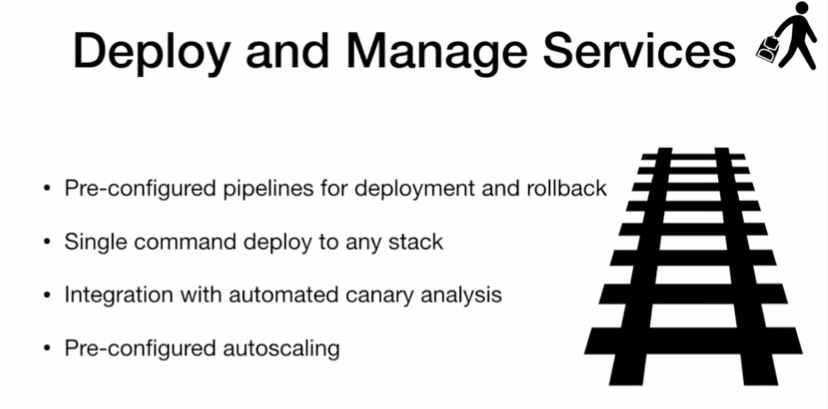 Deploy and Manage Services
• Pre-configured pipelines for deployment and rollback
• Single command deploy to any stack
• Integration with automated canary analysis
• Pre-configured autoscaling